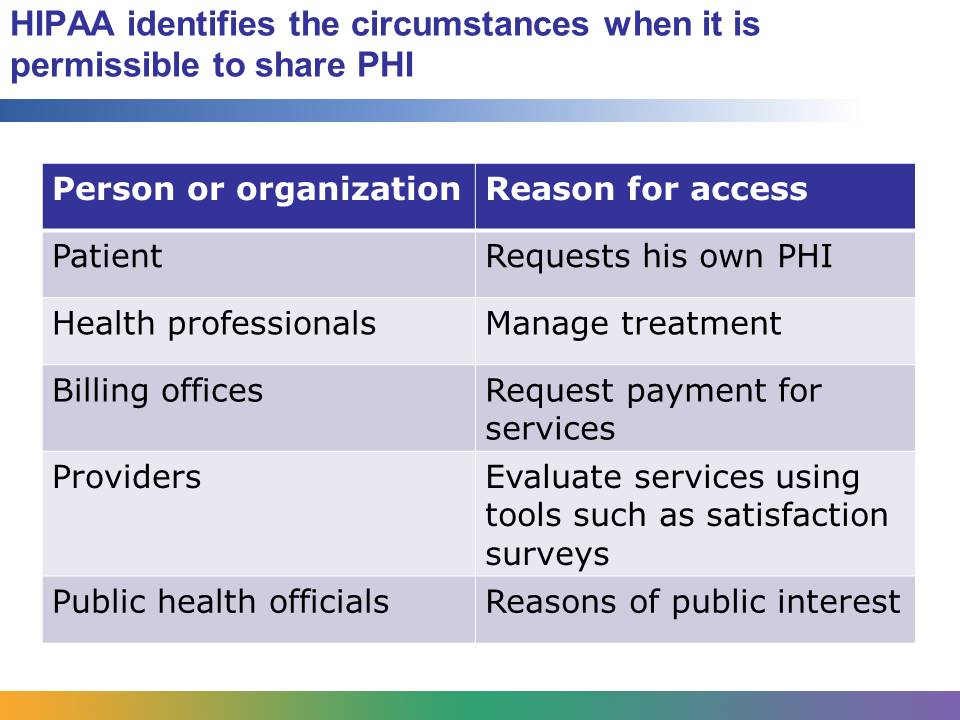 HIPAA identifies the circumstances when it is
permissible to share PHI
Person or organization Reason for access
Patient Requests his own PHI
Health professionals Manage treatment
Billing offices Request payment for
services
Providers Evaluate services using
tools such as satisfaction
surveys
Public health officials Reasons of public interest